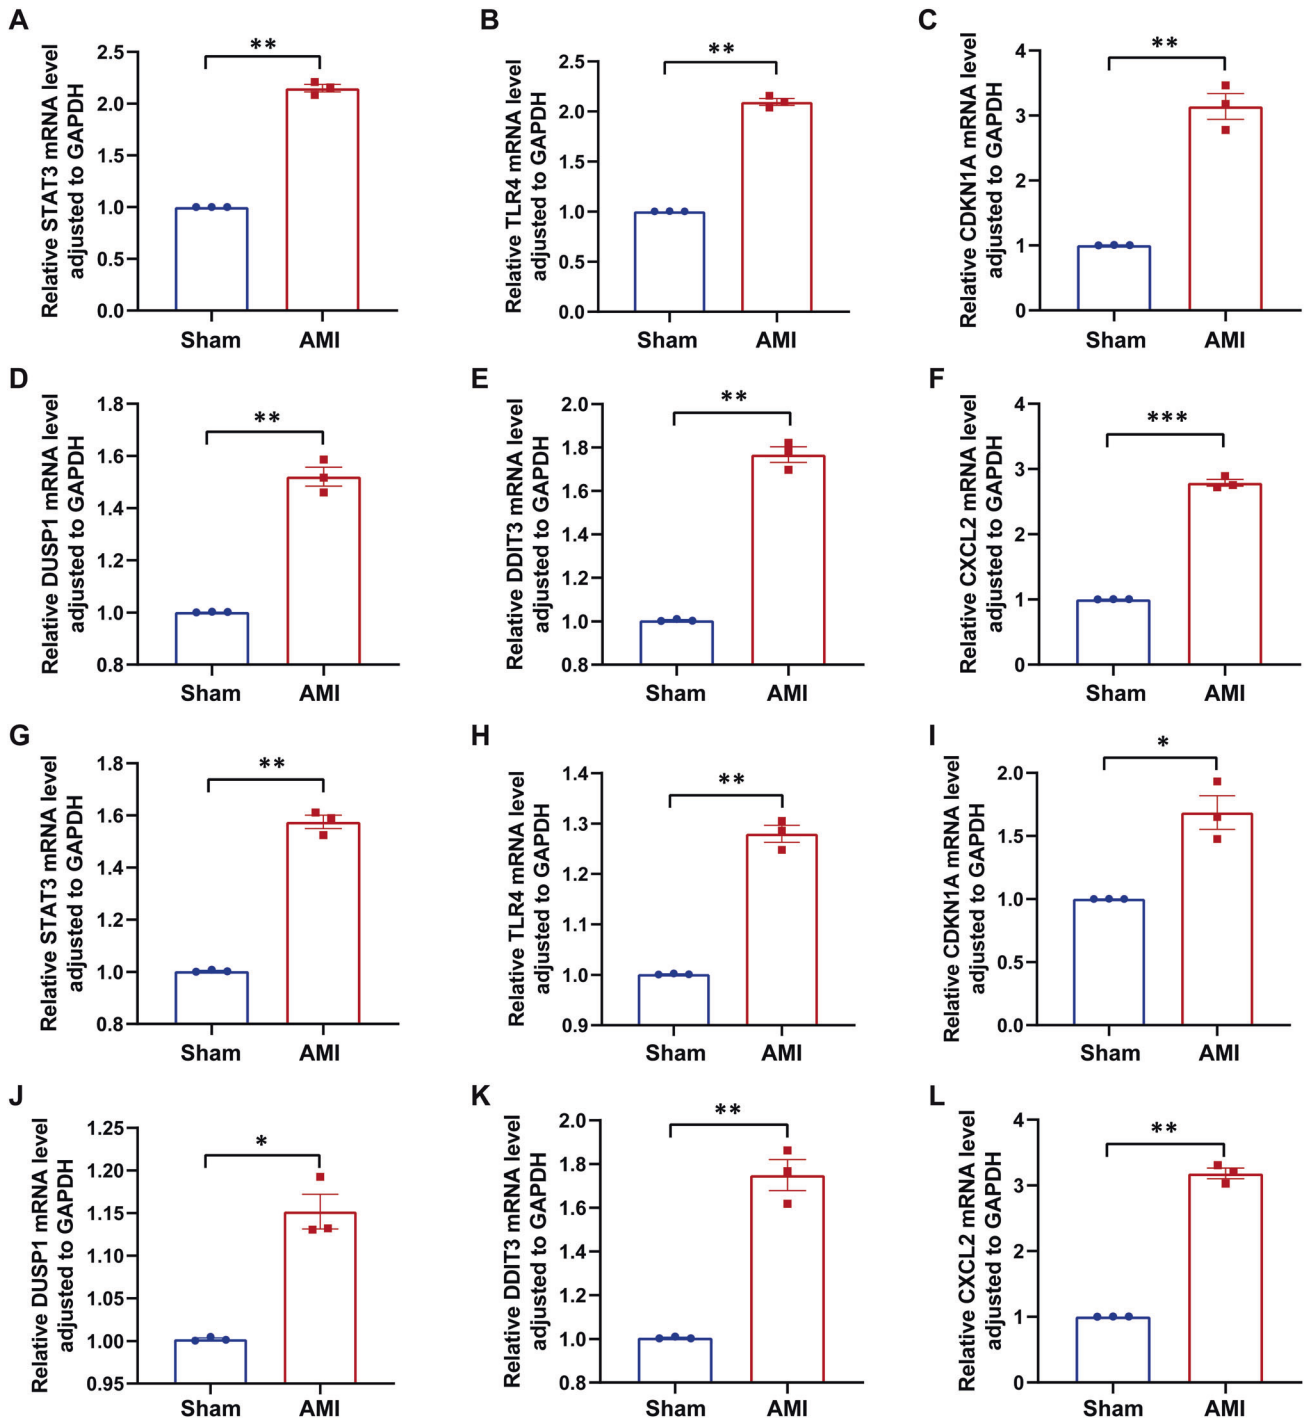 A
Relative STAT3 mRNA level
adjusted to GAPDH
2.5
2.0
1.5
1.0
0.5
0.0
**
Sham
AMI
B
Relative TLR4 mRNA level
adjusted to GAPDH
2.5
2.0
1.5
1.0
0.5
0.0
**
Sham
AMI
C
Relative CDKN1A mRNA level
adjusted to GAPDH
4
3
2
1
0
**
Sham
AMI
D
Relative DUSP1 mRNA level
adjusted to GAPDH
1.8
1.6
1.4
1.2
1.0
0.8
**
Sham
AMI
E
Relative DDIT3 mRNA level
adjusted to GAPDH
2.0
1.8
1.6
1.4
1.2
1.0
0.8
**
Sham
AMI
F
Relative CXCL2 mRNA level
adjusted to GAPDH
4
3
2
1
0
***
Sham
AMI
G
Relative STAT3 mRNA level
adjusted to GAPDH
1.8
1.6
1.4
1.2
1.0
0.8
**
Sham
AMI
H
Relative TLR4 mRNA level
adjusted to GAPDH
1.4
1.3
1.2
1.1
1.0
0.9
**
Sham
AMI
I
Relative CDKN1A mRNA level
adjusted to GAPDH
2.0
1.5
1.0
0.5
0.0
*
Sham
AMI
J
Relative DUSP1 mRNA level
adjusted to GAPDH
1.25
1.20
1.15
1.10
1.05
1.00
0.95
*
Sham
AMI
K
Relative DDIT3 mRNA level
adjusted to GAPDH
2.0
1.8
1.6
1.4
1.2
1.0
0.8
**
Sham
AMI
L
Relative CXCL2 mRNA level
adjusted to GAPDH
4
3
2
1
0
**
Sham
AMI